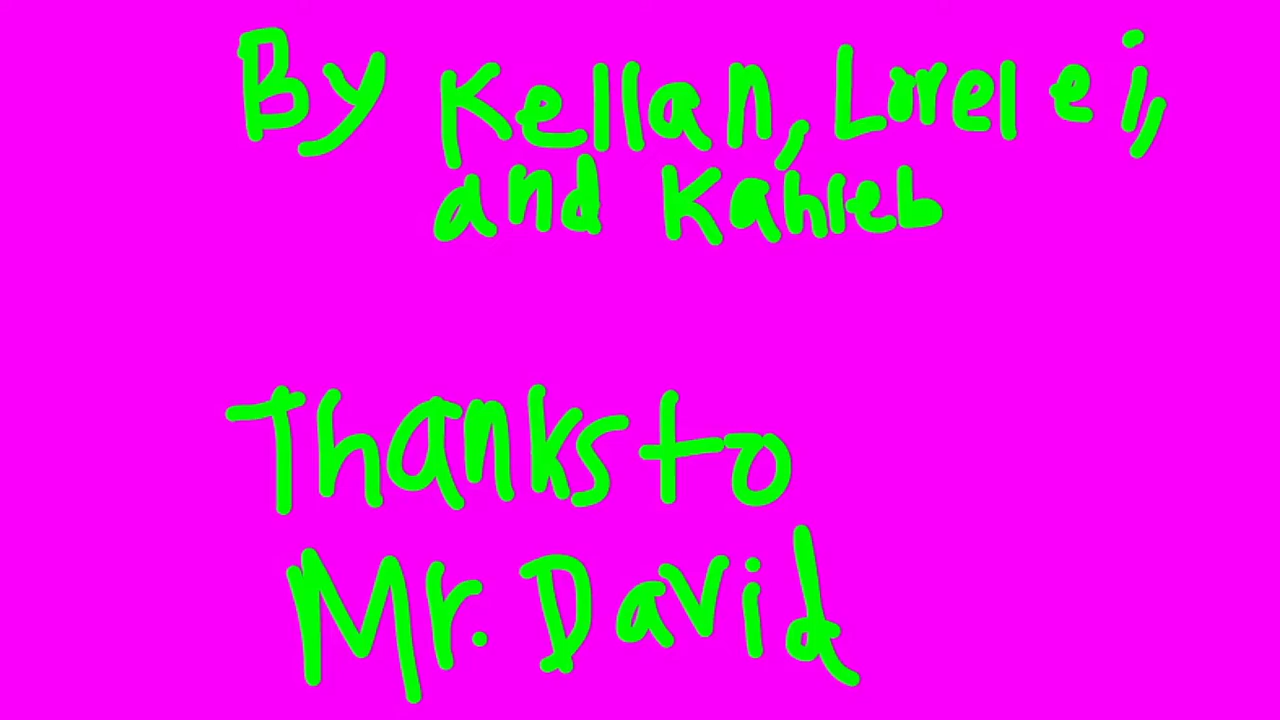 By Kellan, Lorelei,
and Kahleb
Thanks to
Mr. David